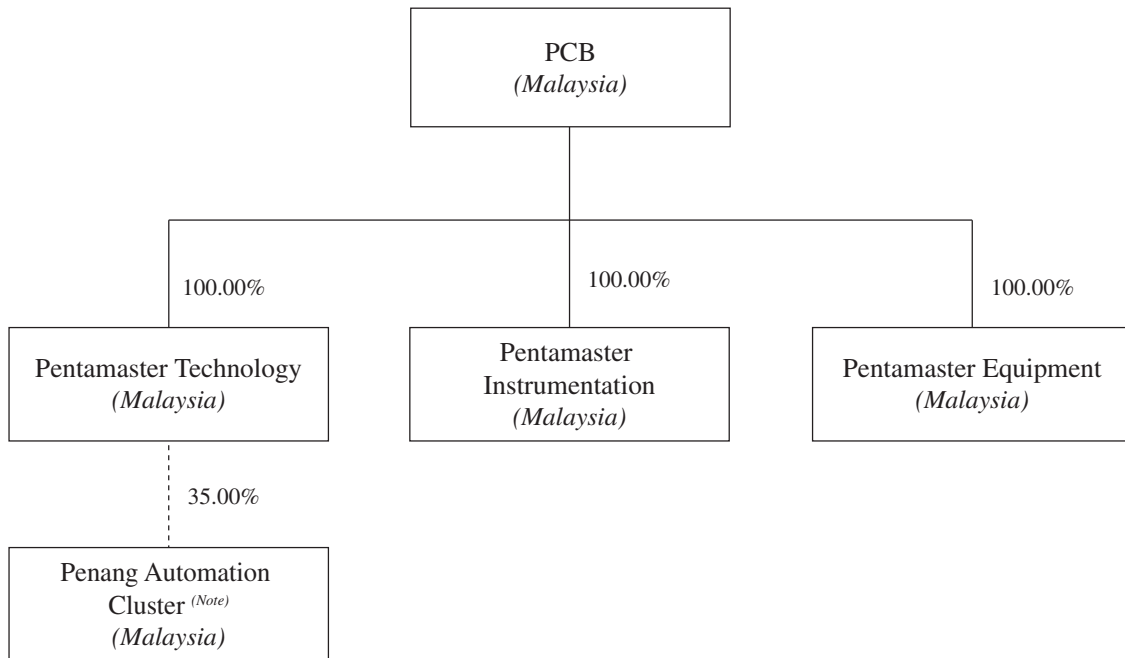 PCB
(Malaysia)
100.00%
100.00%
100.00%
Pentamaster Technology
(Malaysia)
Pentamaster
Instrumentation
(Malaysia)
Pentamaster Equipment
(Malaysia)
35.00%
Penang Automation
Cluster (Note)
(Malaysia)